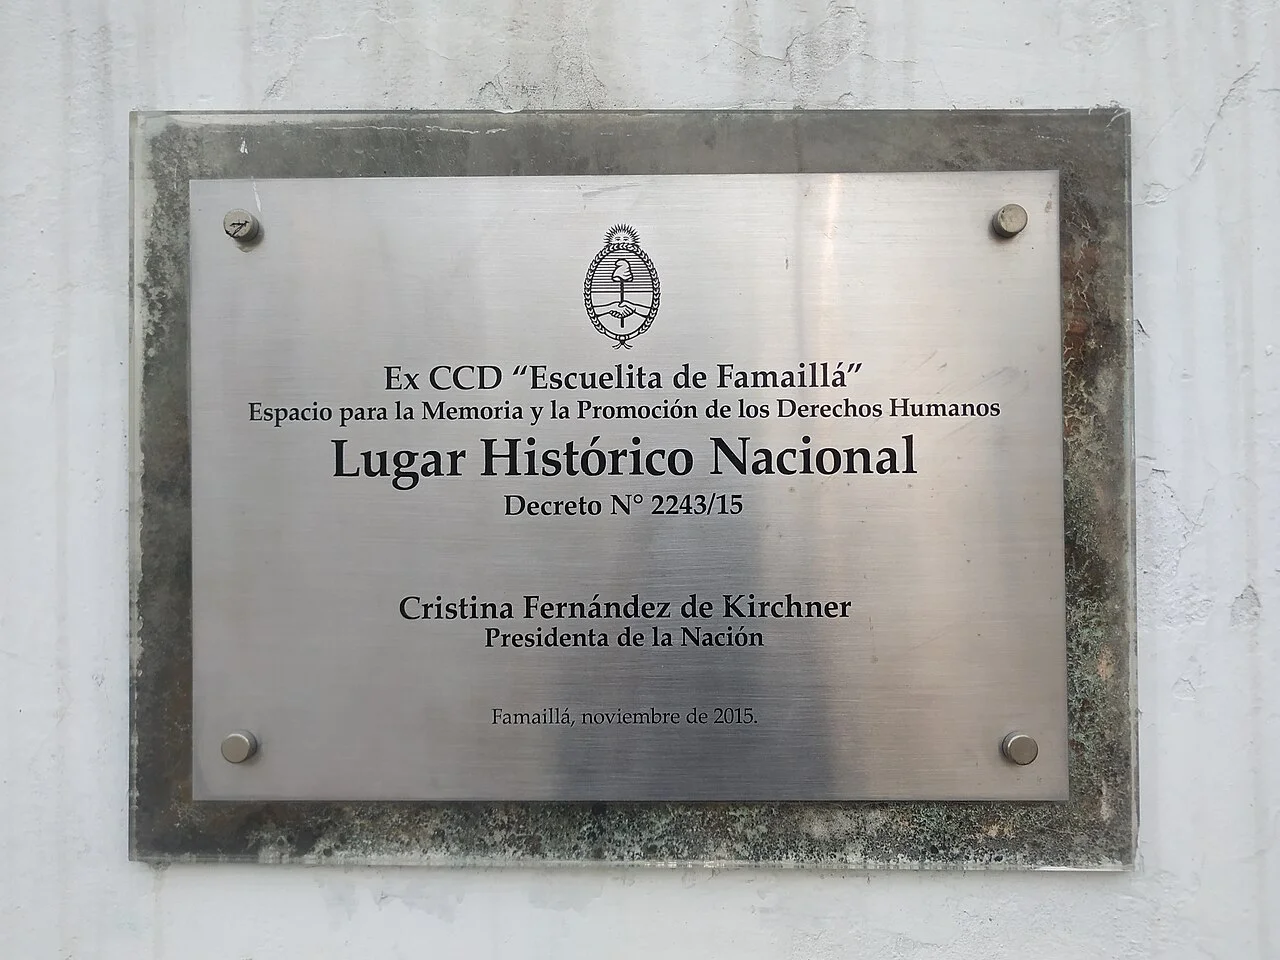 Ex CCD “Escuelita de Famaillá”
Espacio para la Memoria y la Promoción de los Derechos Humanos
Lugar Histórico Nacional
Decreto N° 2243/15
Cristina Fernández de Kirchner
Presidenta de la Nación
Famaillá, noviembre de 2015.